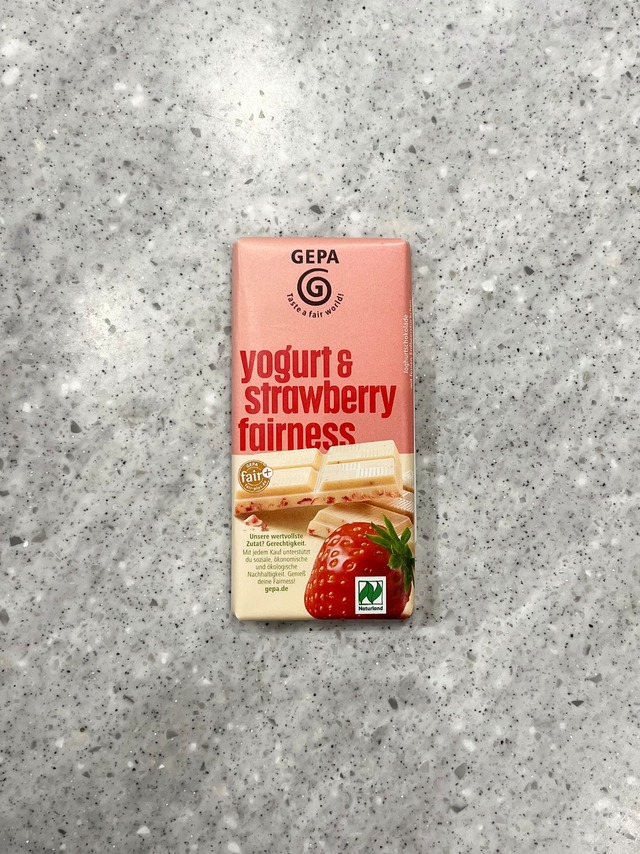 GEPA
Taste a fair world!
yogurt &
strawberry
fairness
GEPA
fair+
Unsere wertvollste
Zutat? Gerechtigkeit.
Mit jedem Kauf unterstützt
du soziale, ökonomische
und ökologische
Nachhaltigkeit. Genieß
deine Fairness!
gepa.de
Naturland